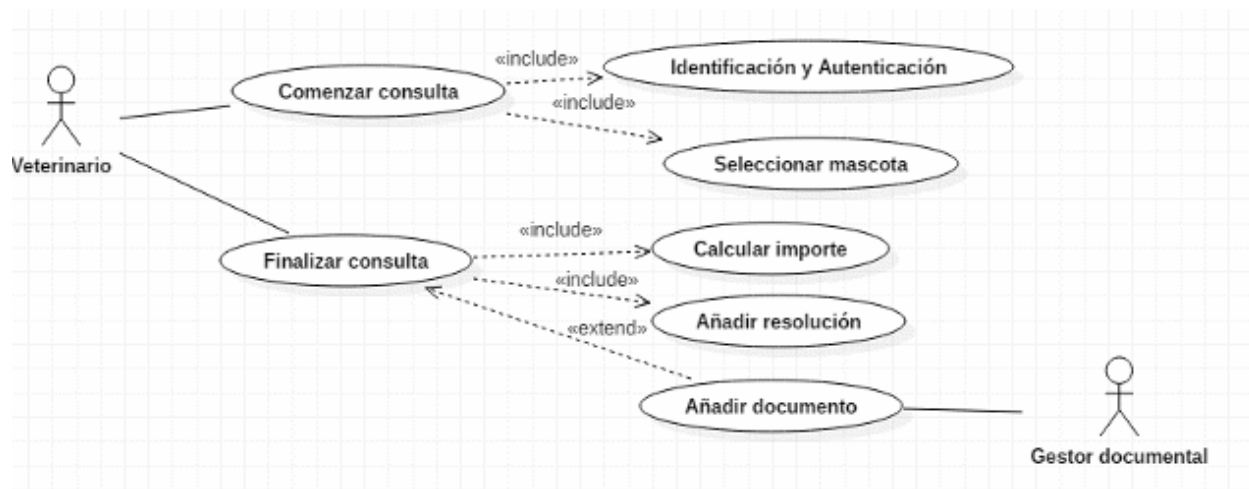 «include»
Identificación y Autenticación
Comenzar consulta
«include»
Veterinario
Seleccionar mascota
«include»
Calcular importe
Finalizar consulta
«include»
Añadir resolución
«extend»
Añadir documento
Gestor documental